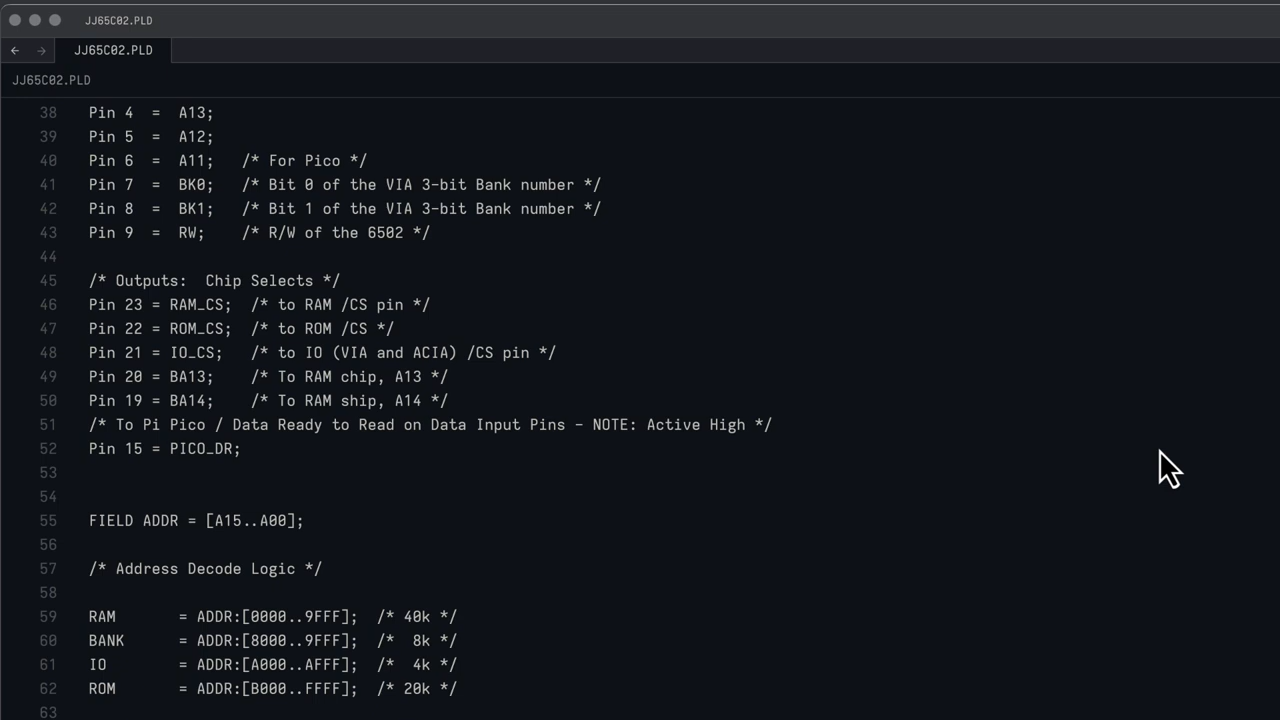 JJ65C02.PLD
← → JJ65C02.PLD
JJ65C02.PLD
38 Pin 4  =  A13;
39 Pin 5  =  A12;
40 Pin 6  =  A11;   /* For Pico */
41 Pin 7  =  BK0;   /* Bit 0 of the VIA 3-bit Bank number */
42 Pin 8  =  BK1;   /* Bit 1 of the VIA 3-bit Bank number */
43 Pin 9  =  RW;    /* R/W of the 6502 */
44
45 /* Outputs:  Chip Selects */
46 Pin 23 = RAM_CS;  /* to RAM /CS pin */
47 Pin 22 = ROM_CS;  /* to ROM /CS */
48 Pin 21 = IO_CS;   /* to IO (VIA and ACIA) /CS pin */
49 Pin 20 = BA13;    /* To RAM chip, A13 */
50 Pin 19 = BA14;    /* To RAM ship, A14 */
51 /* To Pi Pico / Data Ready to Read on Data Input Pins - NOTE: Active High */
52 Pin 15 = PICO_DR;
53
54
55 FIELD ADDR = [A15..A00];
56
57 /* Address Decode Logic */
58
59 RAM       = ADDR:[0000..9FFF];  /* 40k */
60 BANK      = ADDR:[8000..9FFF];  /*  8k */
61 IO        = ADDR:[A000..AFFF];  /*  4k */
62 ROM       = ADDR:[B000..FFFF];  /* 20k */
63